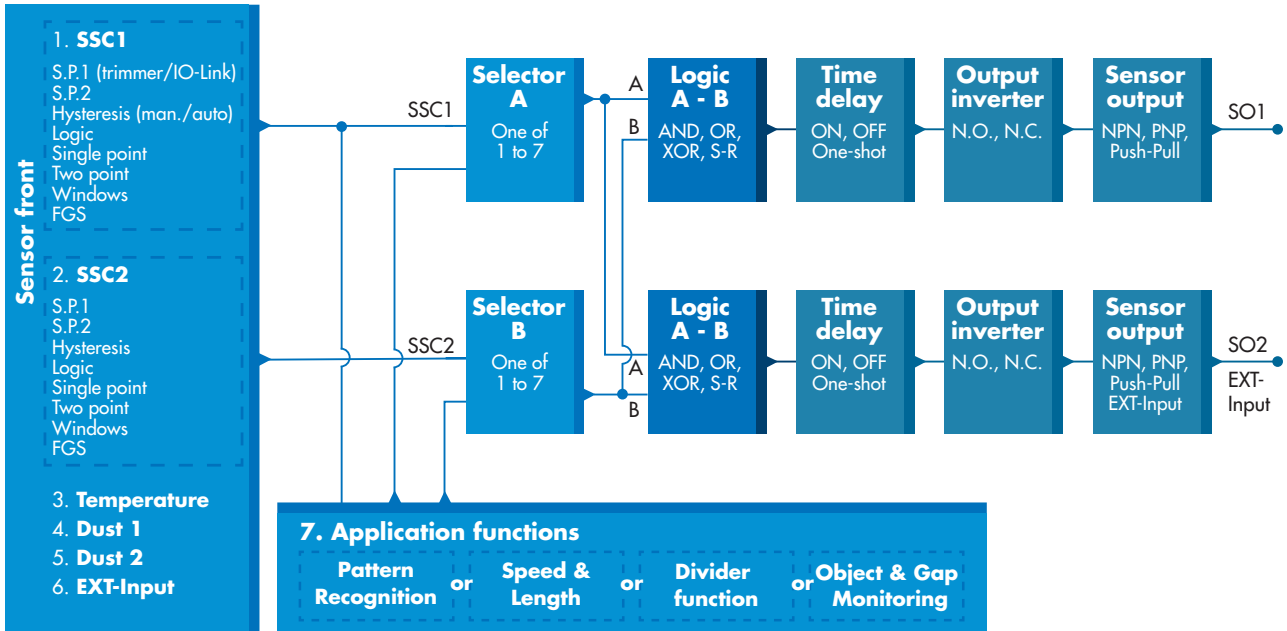 Sensor front
1. SSC1
S.P.1 (trimmer/IO-Link)
S.P.2
Hysteresis (man./auto)
Logic
Single point
Two point
Windows
FGS
2. SSC2
S.P.1
S.P.2
Hysteresis
Logic
Single point
Two point
Windows
FGS
3. Temperature
4. Dust 1
5. Dust 2
6. EXT-Input
SSC1
Selector
A
One of
1 to 7
A
B
Logic
A - B
AND, OR,
XOR, S-R
Time
delay
ON, OFF
One-shot
Output
inverter
N.O., N.C.
Sensor
output
NPN, PNP,
Push-Pull
SO1
SSC2
Selector
B
One of
1 to 7
A
B
Logic
A - B
AND, OR,
XOR, S-R
Time
delay
ON, OFF
One-shot
Output
inverter
N.O., N.C.
Sensor
output
NPN, PNP,
Push-Pull
EXT-Input
SO2
EXT-
Input
7. Application functions
Pattern
Recognition
or
Speed &
Length
or
Divider
function
or
Object & Gap
Monitoring